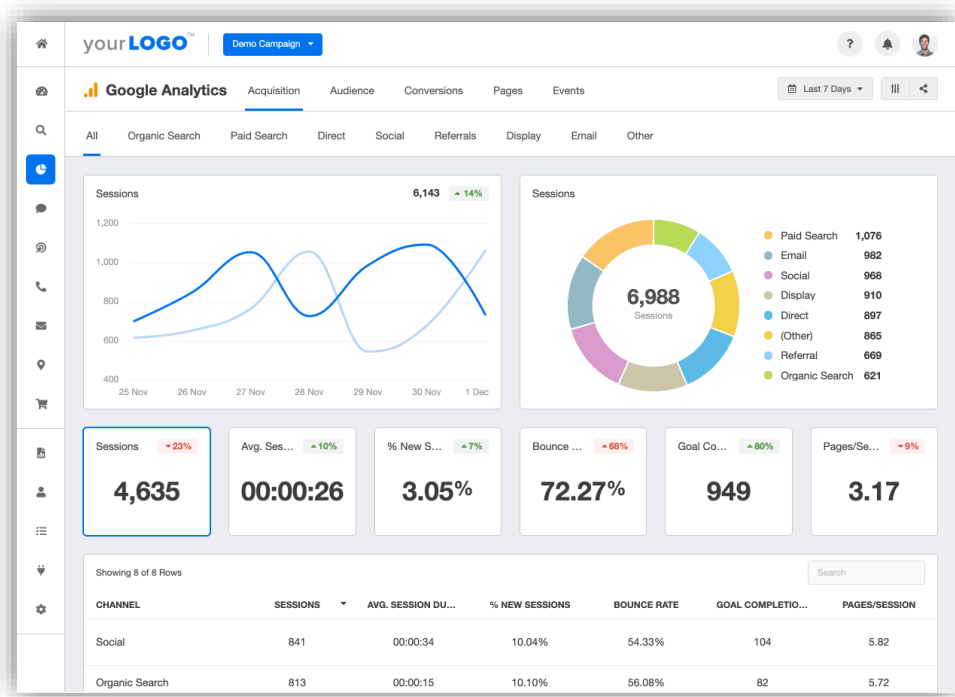 yourLOGO™ Demo Campaign ?
Google Analytics Acquisition Audience Conversions Pages Events Last 7 Days
All Organic Search Paid Search Direct Social Referrals Display Email Other
Sessions 6,143 14%
1,200
1,000
800
600
400
25 Nov 26 Nov 27 Nov 28 Nov 29 Nov 30 Nov 1 Dec
Sessions
6,988
Sessions
Paid Search 1,076
Email 982
Social 968
Display 910
Direct 897
(Other) 865
Referral 669
Organic Search 621
Sessions 23%
4,635
Avg. Ses... 10%
00:00:26
% New S... 7%
3.05%
Bounce ... 68%
72.27%
Goal Co... 80%
949
Pages/Se... 9%
3.17
Showing 8 of 8 Rows Search
CHANNEL SESSIONS AVG. SESSION DU... % NEW SESSIONS BOUNCE RATE GOAL COMPLETIO... PAGES/SESSION
Social 841 00:00:34 10.04% 54.33% 104 5.82
Organic Search 813 00:00:15 10.10% 56.08% 82 5.72